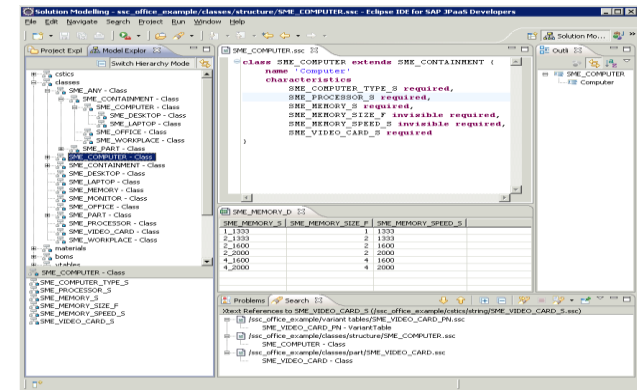 Solution Modelling - ssc_office_example/classes/structure/SME_COMPUTER.ssc - Eclipse IDE for SAP JPaaS Developers
File Edit Navigate Search Project Run Window Help
Solution Mo...
Project Expl
Model Explor
Switch Hierarchy Mode
cstics
classes
SME_ANY - Class
SME_CONTAINMENT - Class
SME_COMPUTER - Class
SME_DESKTOP - Class
SME_LAPTOP - Class
SME_OFFICE - Class
SME_WORKPLACE - Class
SME_PART - Class
SME_COMPUTER - Class
SME_CONTAINMENT - Class
SME_DESKTOP - Class
SME_LAPTOP - Class
SME_MEMORY - Class
SME_MONITOR - Class
SME_OFFICE - Class
SME_PART - Class
SME_PROCESSOR - Class
SME_VIDEO_CARD - Class
SME_WORKPLACE - Class
materials
boms
vtables
SME_COMPUTER - Class
SME_COMPUTER_TYPE_S
SME_PROCESSOR_S
SME_MEMORY_S
SME_MEMORY_SIZE_F
SME_MEMORY_SPEED_S
SME_VIDEO_CARD_S
SME_COMPUTER.ssc
class SME_COMPUTER extends SME_CONTAINMENT {
name 'Computer'
characteristics
SME_COMPUTER_TYPE_S required,
SME_PROCESSOR_S required,
SME_MEMORY_S required,
SME_MEMORY_SIZE_F invisible required,
SME_MEMORY_SPEED_S invisible required,
SME_VIDEO_CARD_S required
}
SME_MEMORY_D
SME_MEMORY_S SME_MEMORY_SIZE_F SME_MEMORY_SPEED_S
1_1333 1 1333
2_1333 2 1333
2_1600 2 1600
2_2000 2 2000
4_1600 4 1600
4_2000 4 2000
Problems
Search
Xtext References to SME_VIDEO_CARD_S (/ssc_office_example/cstics/string/SME_VIDEO_CARD_S.ssc)
/ssc_office_example/variant tables/SME_VIDEO_CARD_PN.ssc
SME_VIDEO_CARD_PN - VariantTable
/ssc_office_example/classes/structure/SME_COMPUTER.ssc
SME_COMPUTER - Class
/ssc_office_example/classes/part/SME_VIDEO_CARD.ssc
SME_VIDEO_CARD - Class
Outli
SME_COMPUTER
Computer